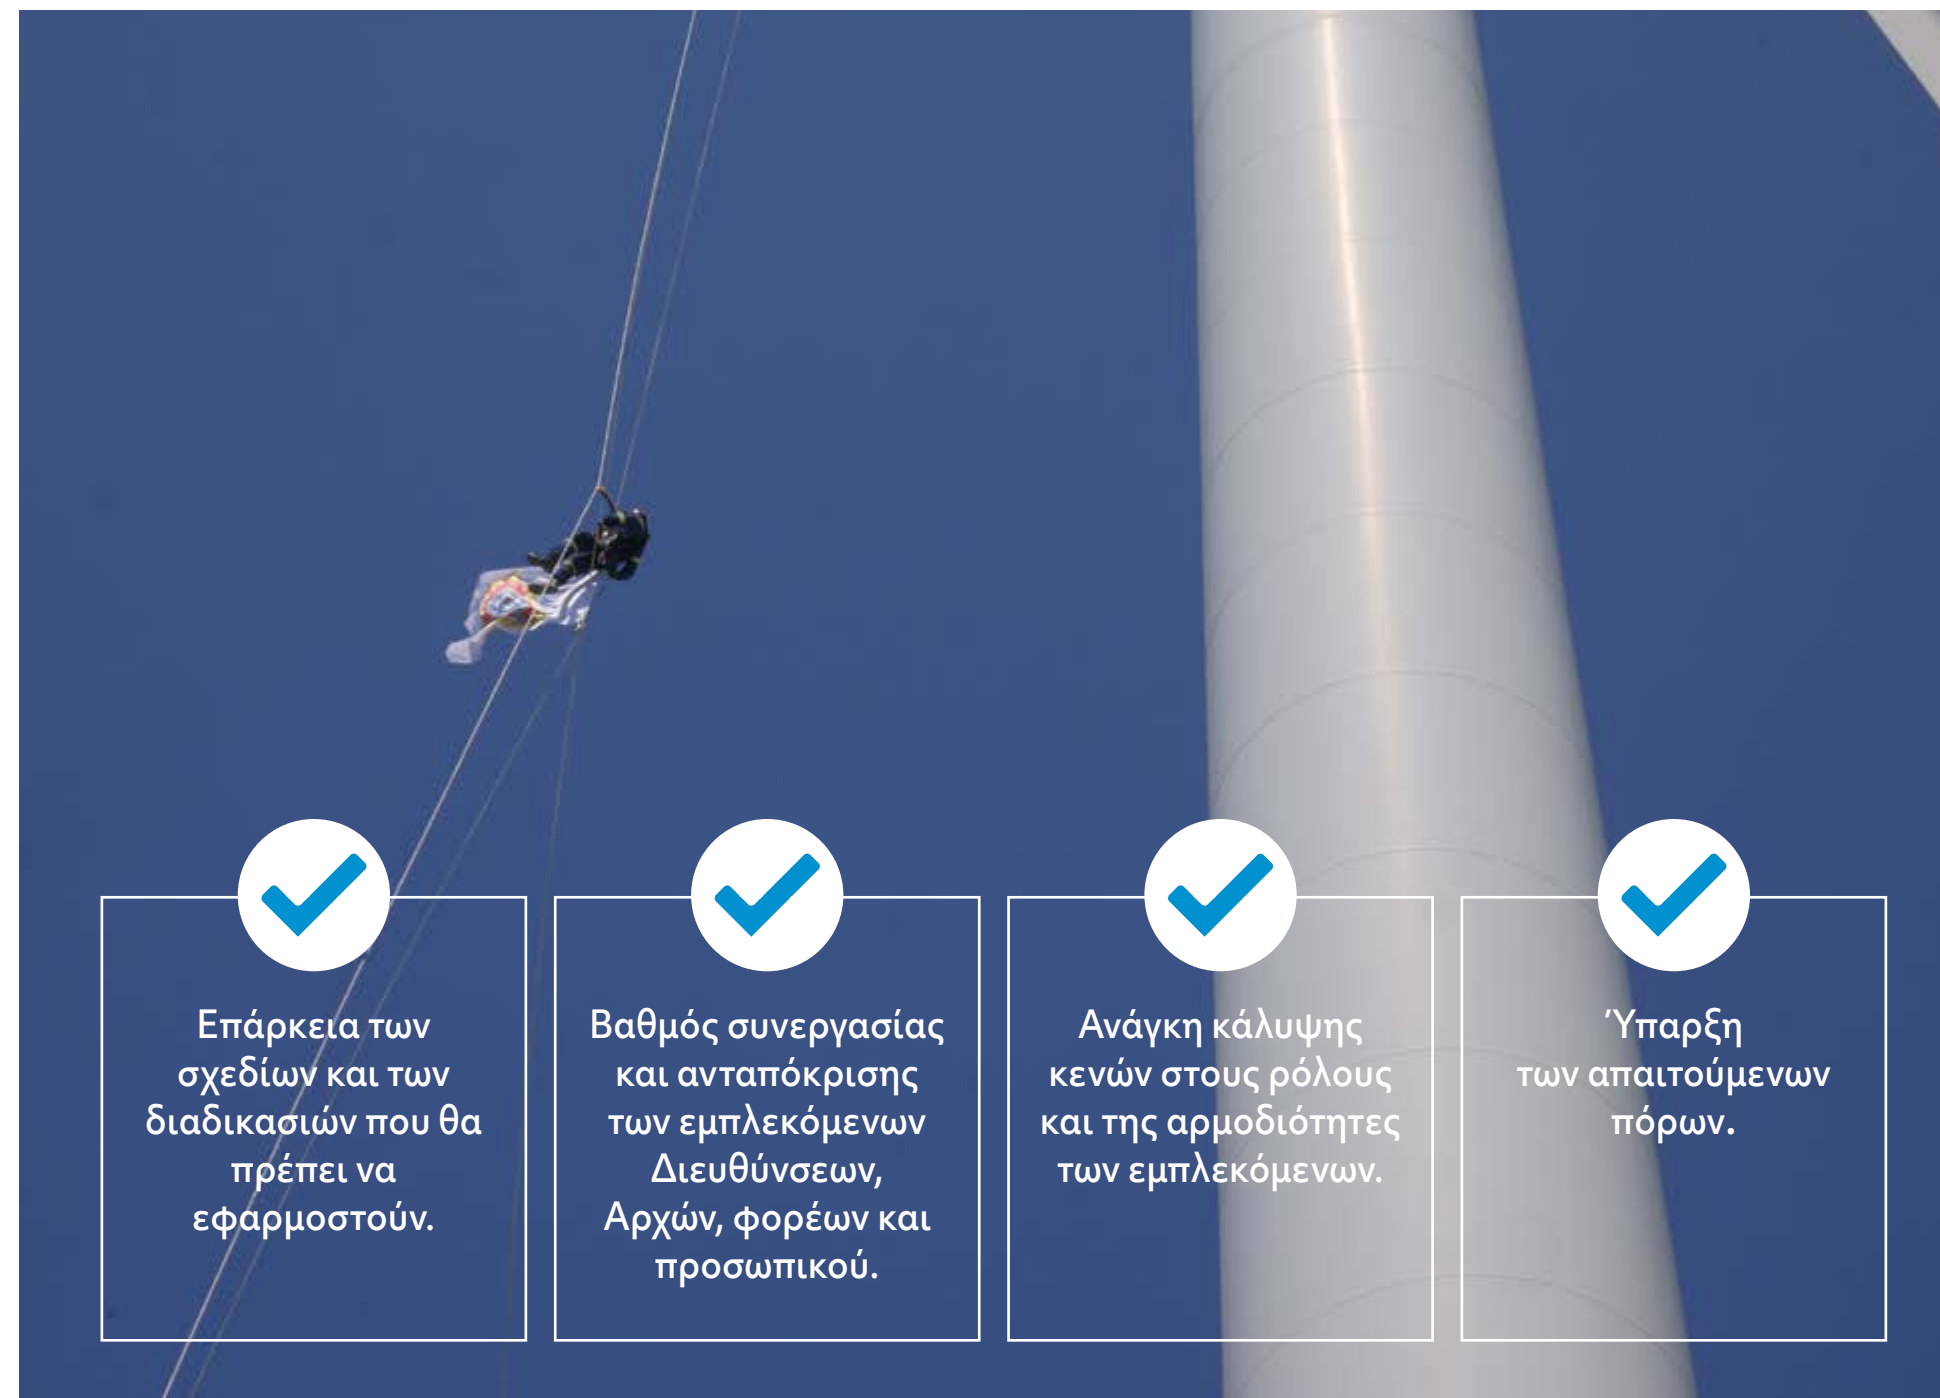 Επάρκεια των
σχεδίων και των
διαδικασιών που θα
πρέπει να
εφαρμοστούν.
Βαθμός συνεργασίας
και ανταπόκρισης
των εμπλεκόμενων
Διευθύνσεων,
Αρχών, φορέων και
προσωπικού.
Ανάγκη κάλυψης
κενών στους ρόλους
και της αρμοδιότητες
των εμπλεκόμενων.
Ύπαρξη
των απαιτούμενων
πόρων.